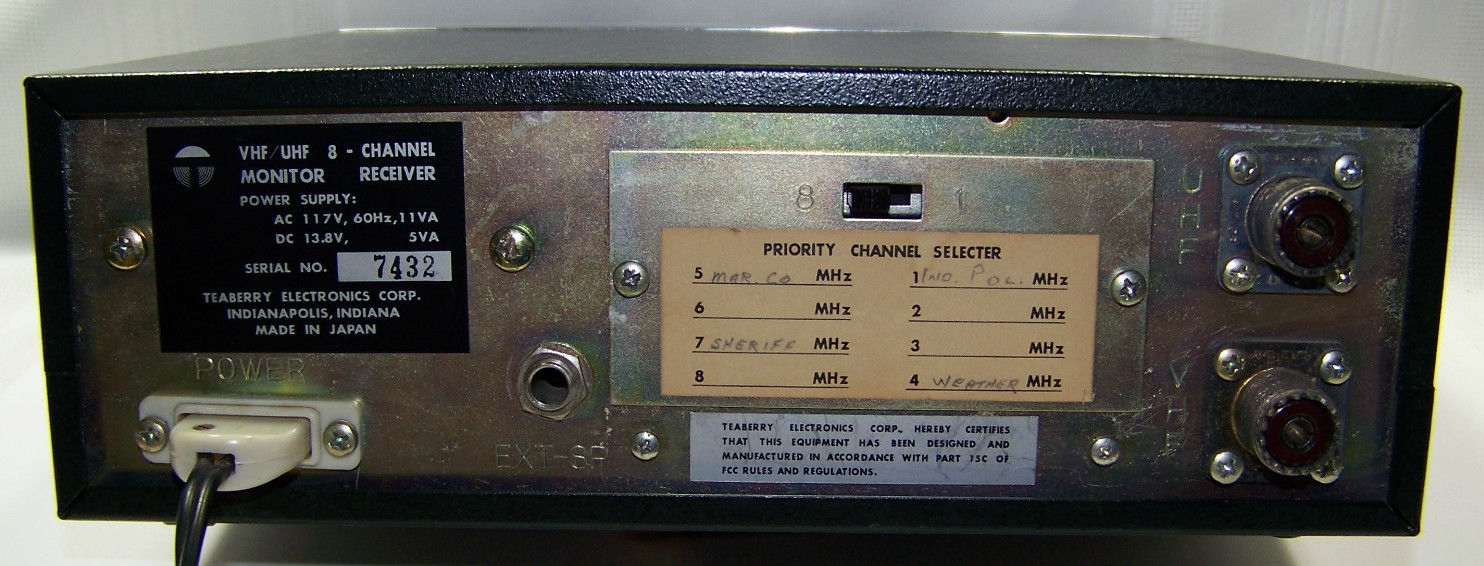 VHF/UHF 8 - CHANNEL
MONITOR RECEIVER
POWER SUPPLY:
AC 117V, 60Hz, 11VA
DC 13.8V, 5VA
SERIAL NO. 7432
TEABERRY ELECTRONICS CORP.
INDIANAPOLIS, INDIANA
MADE IN JAPAN
POWER
EXT-SP
8 1
PRIORITY CHANNEL SELECTER
5 MAR. CO MHz 1 IND. POL. MHz
6 MHz 2 MHz
7 SHERIFF MHz 3 MHz
8 MHz 4 WEATHER MHz
TEABERRY ELECTRONICS CORP., HEREBY CERTIFIES
THAT THIS EQUIPMENT HAS BEEN DESIGNED AND
MANUFACTURED IN ACCORDANCE WITH PART 15C OF
FCC RULES AND REGULATIONS.
UHF
VHF